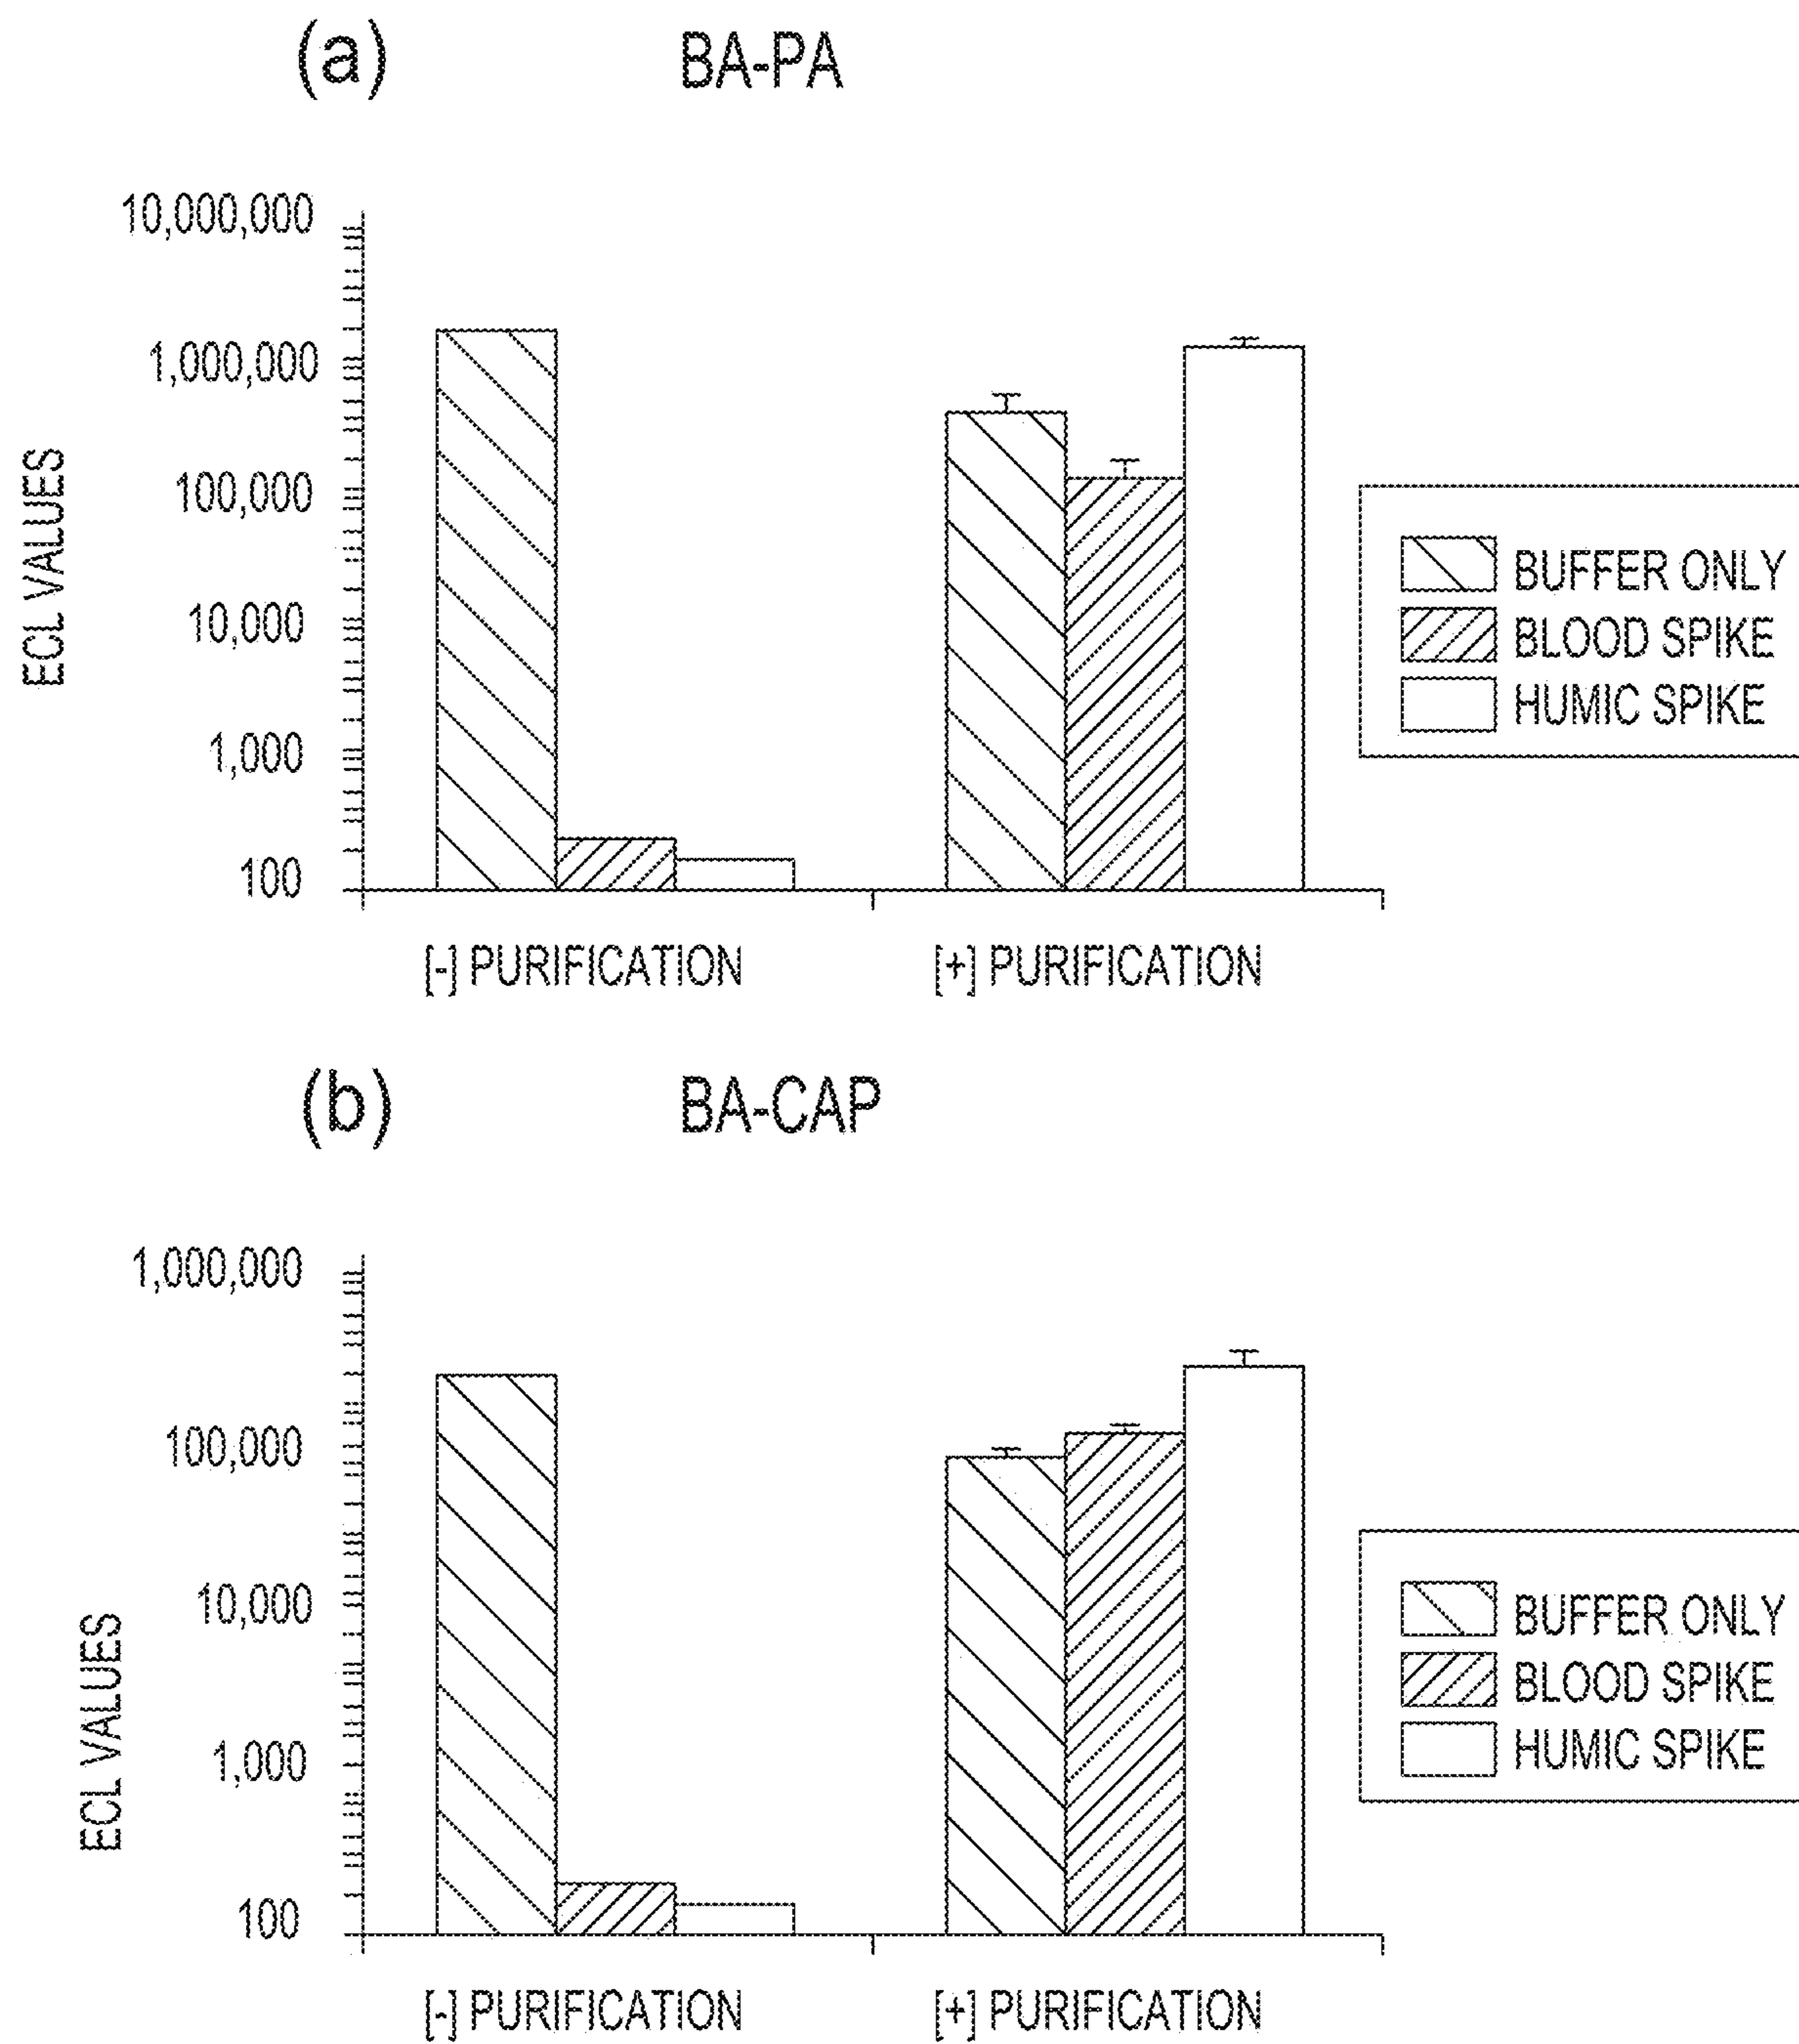 (a) BA-PA
10,000,000
1,000,000
100,000
10,000
1,000
100
ECL VALUES
BUFFER ONLY
BLOOD SPIKE
HUMIC SPIKE
[-] PURIFICATION [+] PURIFICATION
(b) BA-CAP
1,000,000
100,000
10,000
1,000
100
ECL VALUES
BUFFER ONLY
BLOOD SPIKE
HUMIC SPIKE
[-] PURIFICATION [+] PURIFICATION